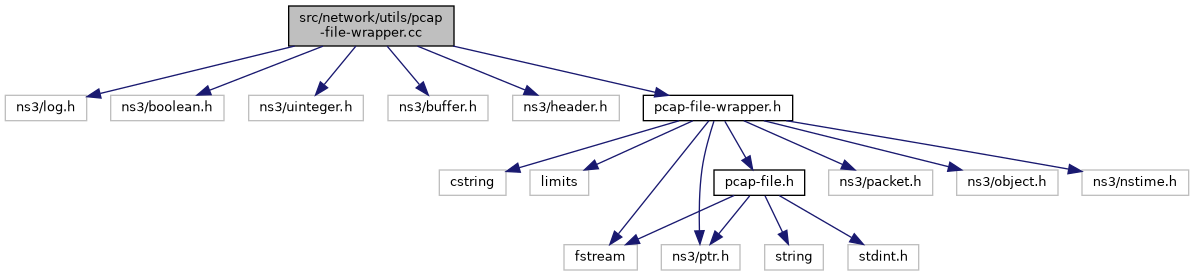 src/network/utils/pcap
-file-wrapper.cc
ns3/log.h
ns3/boolean.h
ns3/uinteger.h
ns3/buffer.h
ns3/header.h
pcap-file-wrapper.h
cstring
limits
pcap-file.h
ns3/packet.h
ns3/object.h
ns3/nstime.h
fstream
ns3/ptr.h
string
stdint.h